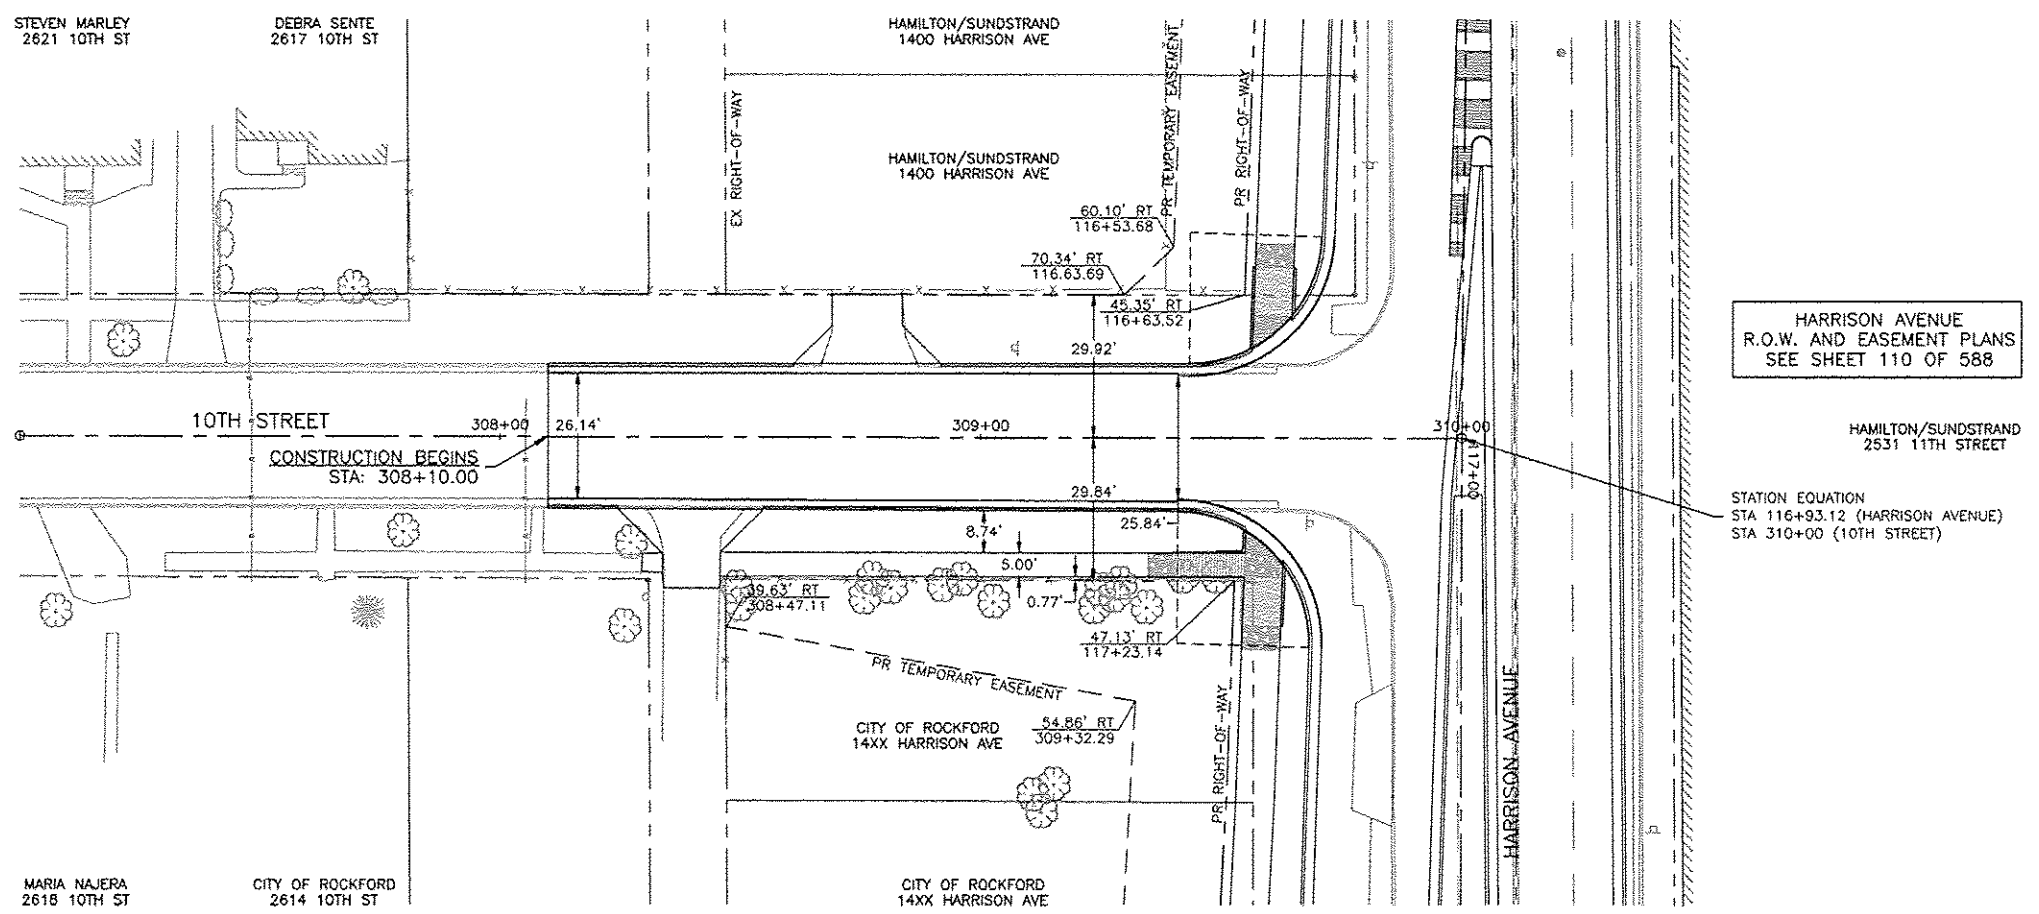 STEVEN MARLEY
2621 10TH ST
DEBRA SENTE
2617 10TH ST
HAMILTON/SUNDSTRAND
1400 HARRISON AVE
EX RIGHT-OF-WAY
PR TEMPORARY EASEMENT
PR RIGHT-OF-WAY
HAMILTON/SUNDSTRAND
1400 HARRISON AVE
60.10' RT
116+53.68
70.34' RT
116.63.69
45.35' RT
116+63.52
29.92'
HARRISON AVENUE
R.O.W. AND EASEMENT PLANS
SEE SHEET 110 OF 588
10TH STREET
308+00
26.14'
309+00
310+00
117+00
HAMILTON/SUNDSTRAND
2531 11TH STREET
CONSTRUCTION BEGINS
STA: 308+10.00
29.84'
25.84'
8.74'
5.00'
0.77'
STATION EQUATION
STA 116+93.12 (HARRISON AVENUE)
STA 310+00 (10TH STREET)
39.63' RT
308+47.11
47.13' RT
117+23.14
PR TEMPORARY EASEMENT
PR RIGHT-OF-WAY
HARRISON AVENUE
CITY OF ROCKFORD
14XX HARRISON AVE
54.86' RT
309+32.29
MARIA NAJERA
2618 10TH ST
CITY OF ROCKFORD
2614 10TH ST
CITY OF ROCKFORD
14XX HARRISON AVE